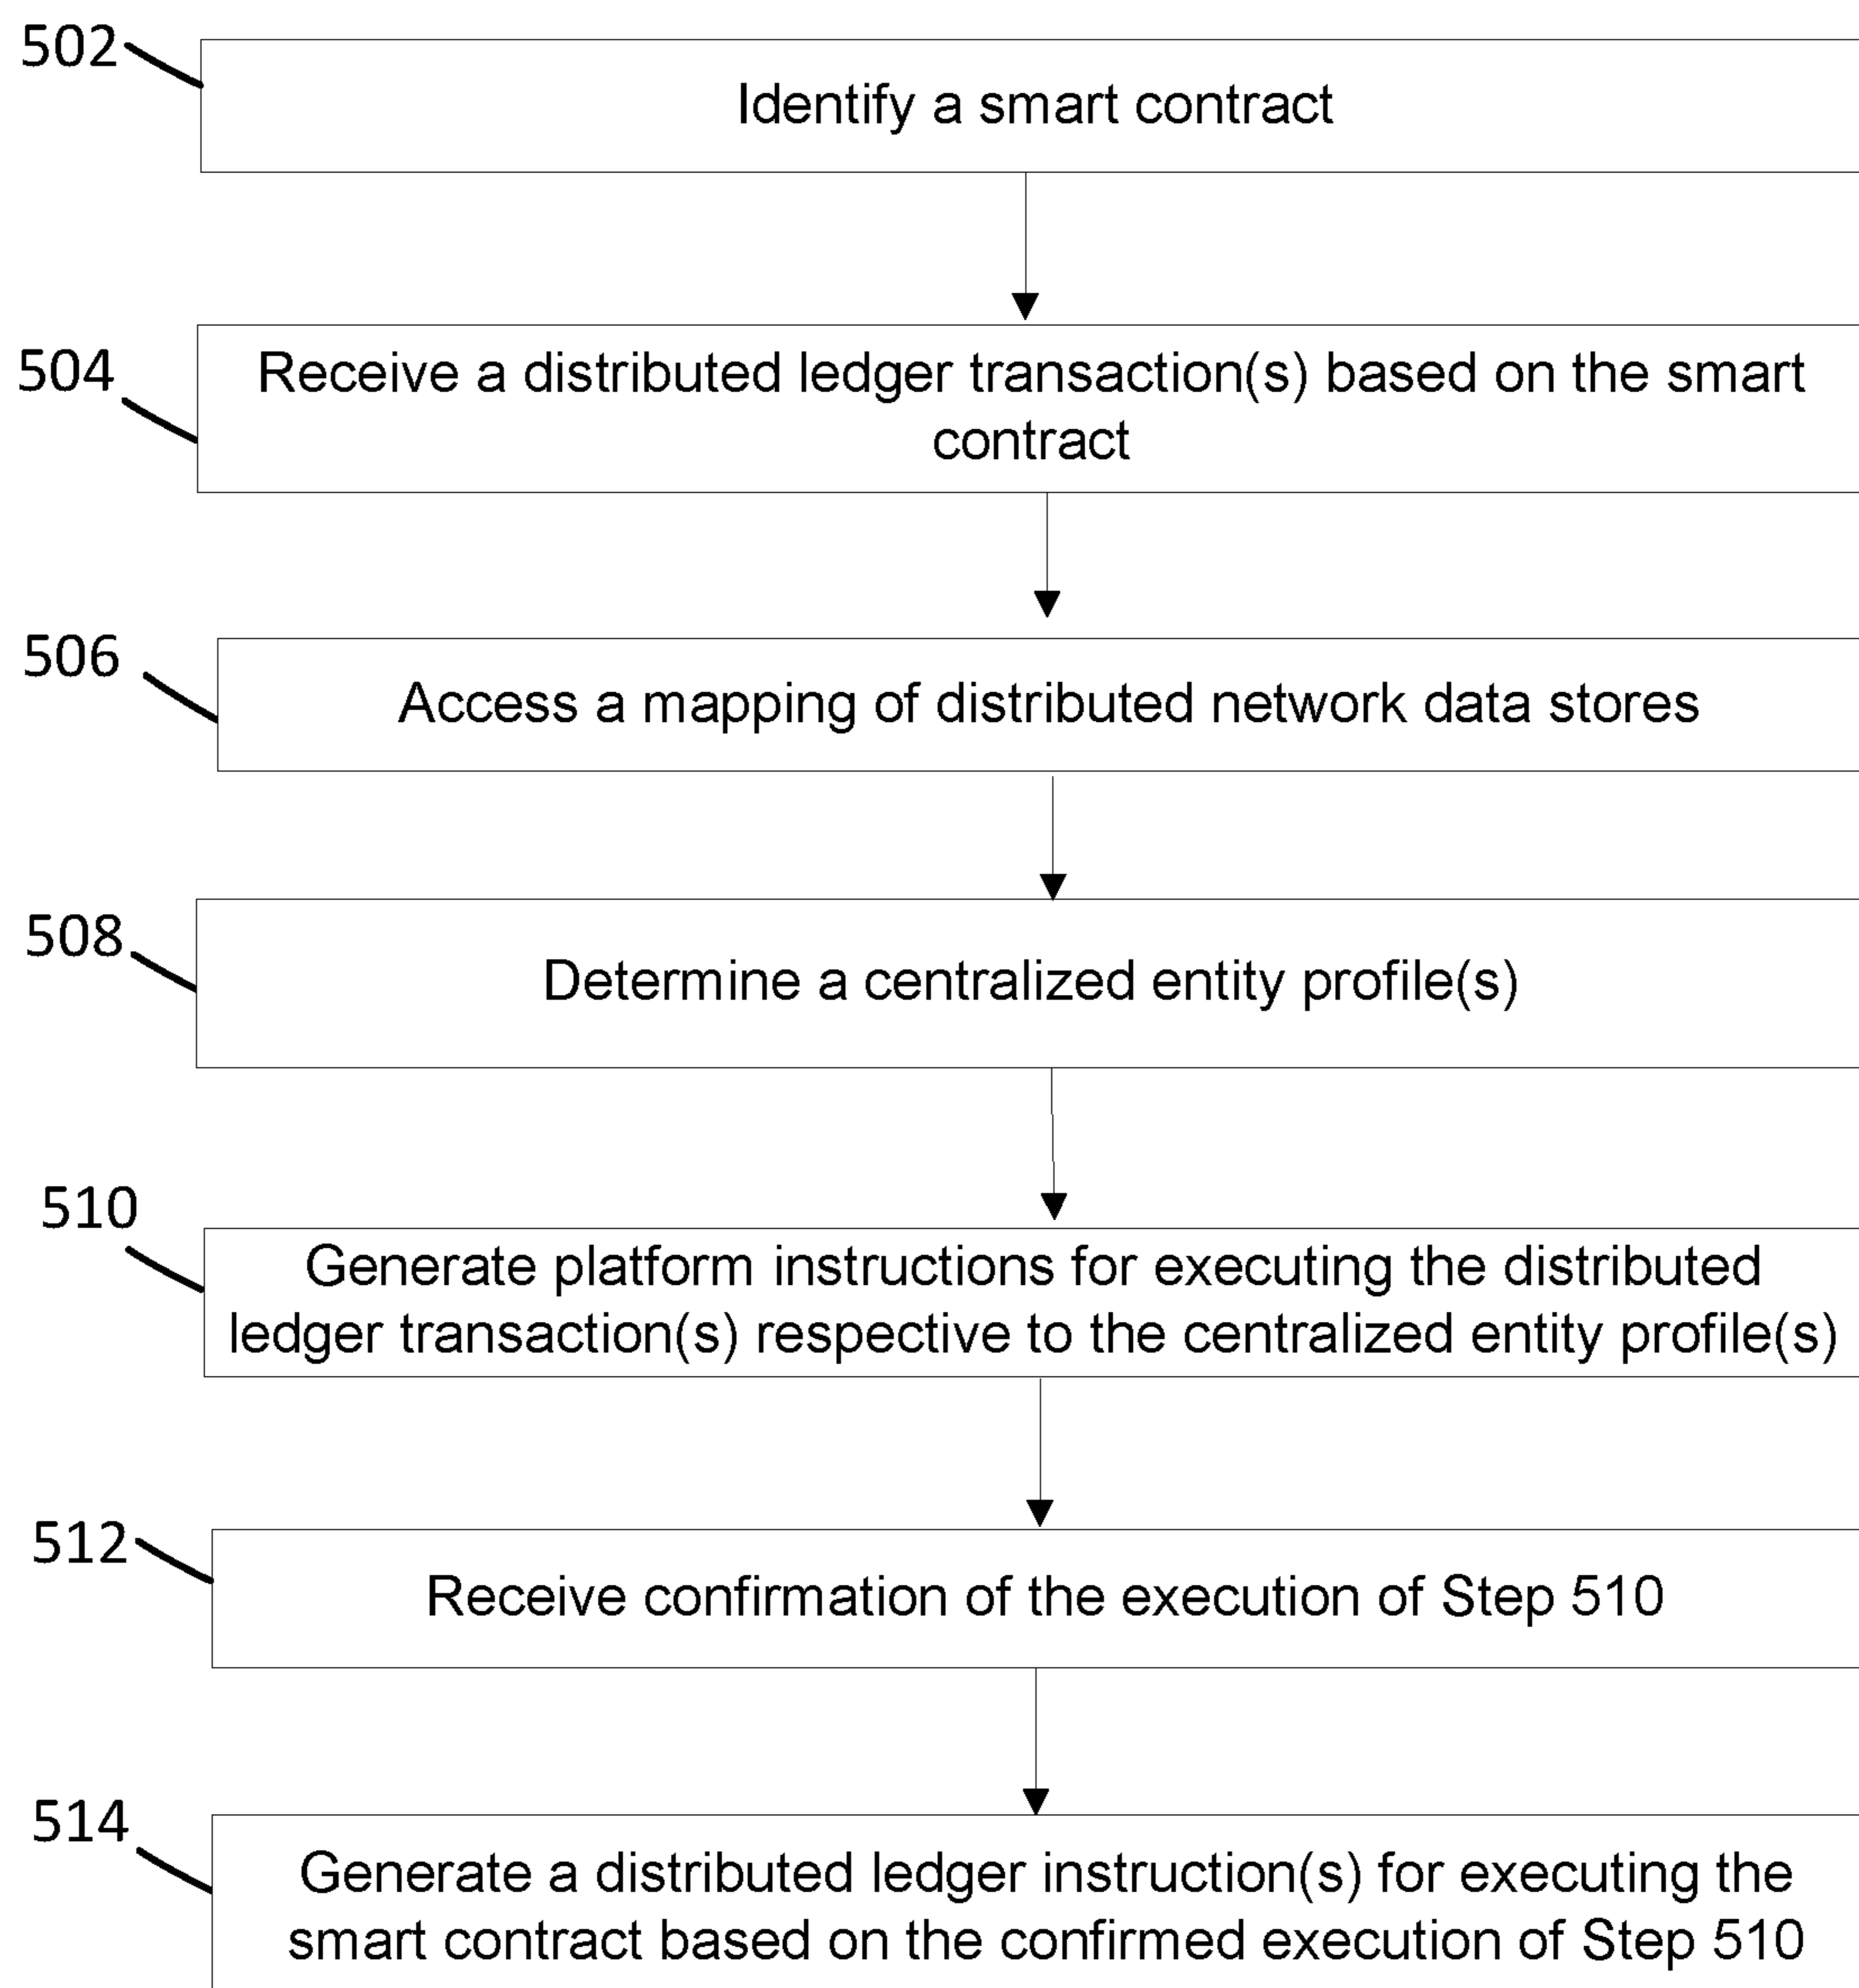 502
Identify a smart contract
504
Receive a distributed ledger transaction(s) based on the smart
contract
506
Access a mapping of distributed network data stores
508
Determine a centralized entity profile(s)
510
Generate platform instructions for executing the distributed
ledger transaction(s) respective to the centralized entity profile(s)
512
Receive confirmation of the execution of Step 510
514
Generate a distributed ledger instruction(s) for executing the
smart contract based on the confirmed execution of Step 510